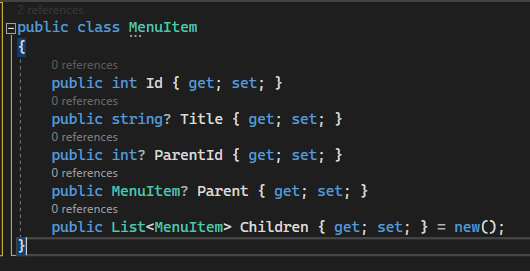 2 references
public class MenuItem
{
0 references
public int Id { get; set; }
0 references
public string? Title { get; set; }
0 references
public int? ParentId { get; set; }
0 references
public MenuItem? Parent { get; set; }
0 references
public List<MenuItem> Children { get; set; } = new();
}